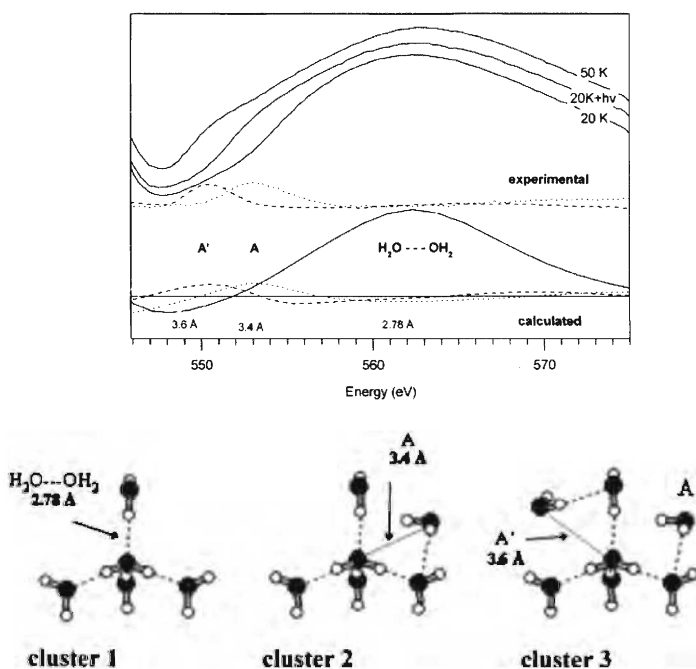 50 K
20K+hν
20 K
experimental
A' A H₂O --- OH₂
3.6 A 3.4 A 2.78 A
calculated
550 560 570
Energy (eV)
H₂O---OH₂
2.78 Å
A
3.4 Å
A
A'
3.6 Å
cluster 1 cluster 2 cluster 3